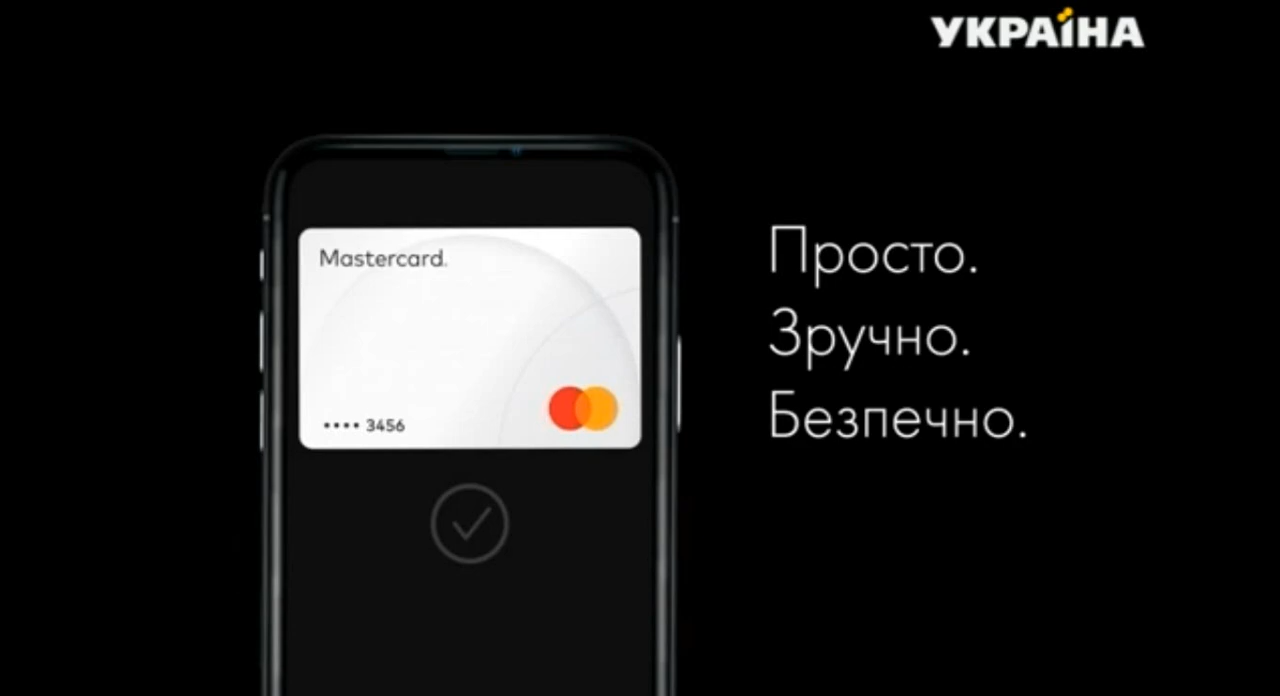 УКРАЇНА
Mastercard.
Просто.
Зручно.
Безпечно.
•••• 3456